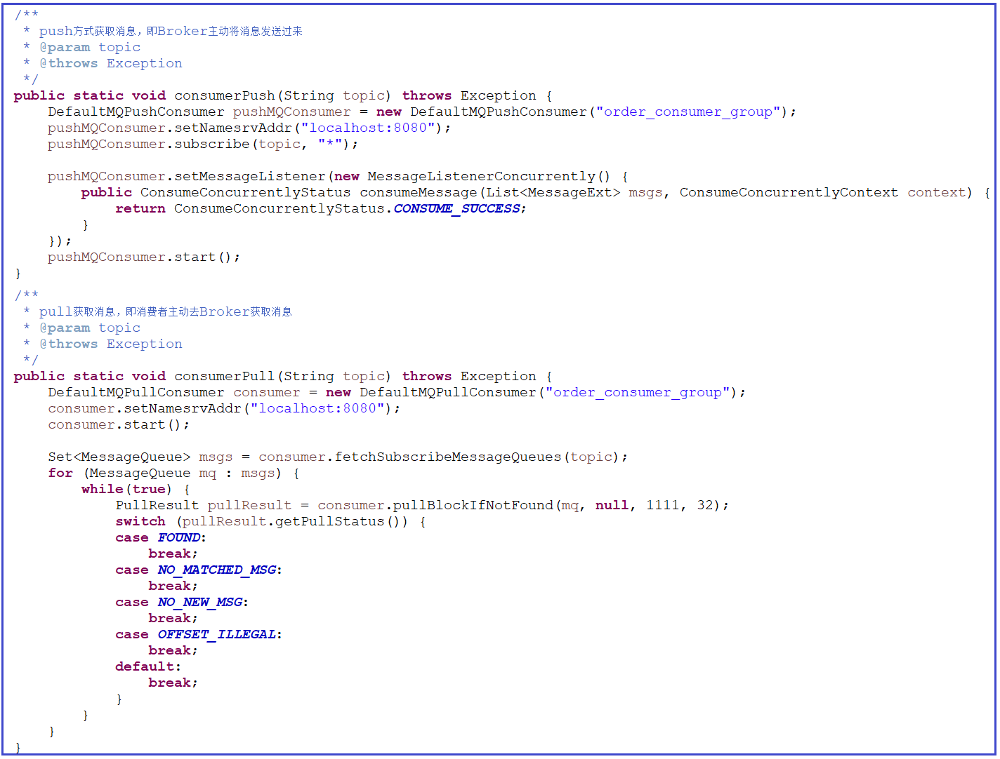 /**
 * push方式获取消息，即Broker主动将消息发送过来
 * @param topic
 * @throws Exception
 */
public static void consumerPush(String topic) throws Exception {
    DefaultMQPushConsumer pushMQConsumer = new DefaultMQPushConsumer("order_consumer_group");
    pushMQConsumer.setNamesrvAddr("localhost:8080");
    pushMQConsumer.subscribe(topic, "*");

    pushMQConsumer.setMessageListener(new MessageListenerConcurrently() {
        public ConsumeConcurrentlyStatus consumeMessage(List<MessageExt> msgs, ConsumeConcurrentlyContext context) {
            return ConsumeConcurrentlyStatus.CONSUME_SUCCESS;
        }
    });
    pushMQConsumer.start();
}
/**
 * pull获取消息，即消费者主动去Broker获取消息
 * @param topic
 * @throws Exception
 */
public static void consumerPull(String topic) throws Exception {
    DefaultMQPullConsumer consumer = new DefaultMQPullConsumer("order_consumer_group");
    consumer.setNamesrvAddr("localhost:8080");
    consumer.start();

    Set<MessageQueue> msgs = consumer.fetchSubscribeMessageQueues(topic);
    for (MessageQueue mq : msgs) {
        while(true) {
            PullResult pullResult = consumer.pullBlockIfNotFound(mq, null, 1111, 32);
            switch (pullResult.getPullStatus()) {
            case FOUND:
                break;
            case NO_MATCHED_MSG:
                break;
            case NO_NEW_MSG:
                break;
            case OFFSET_ILLEGAL:
                break;
            default:
                break;
            }
        }
    }
}